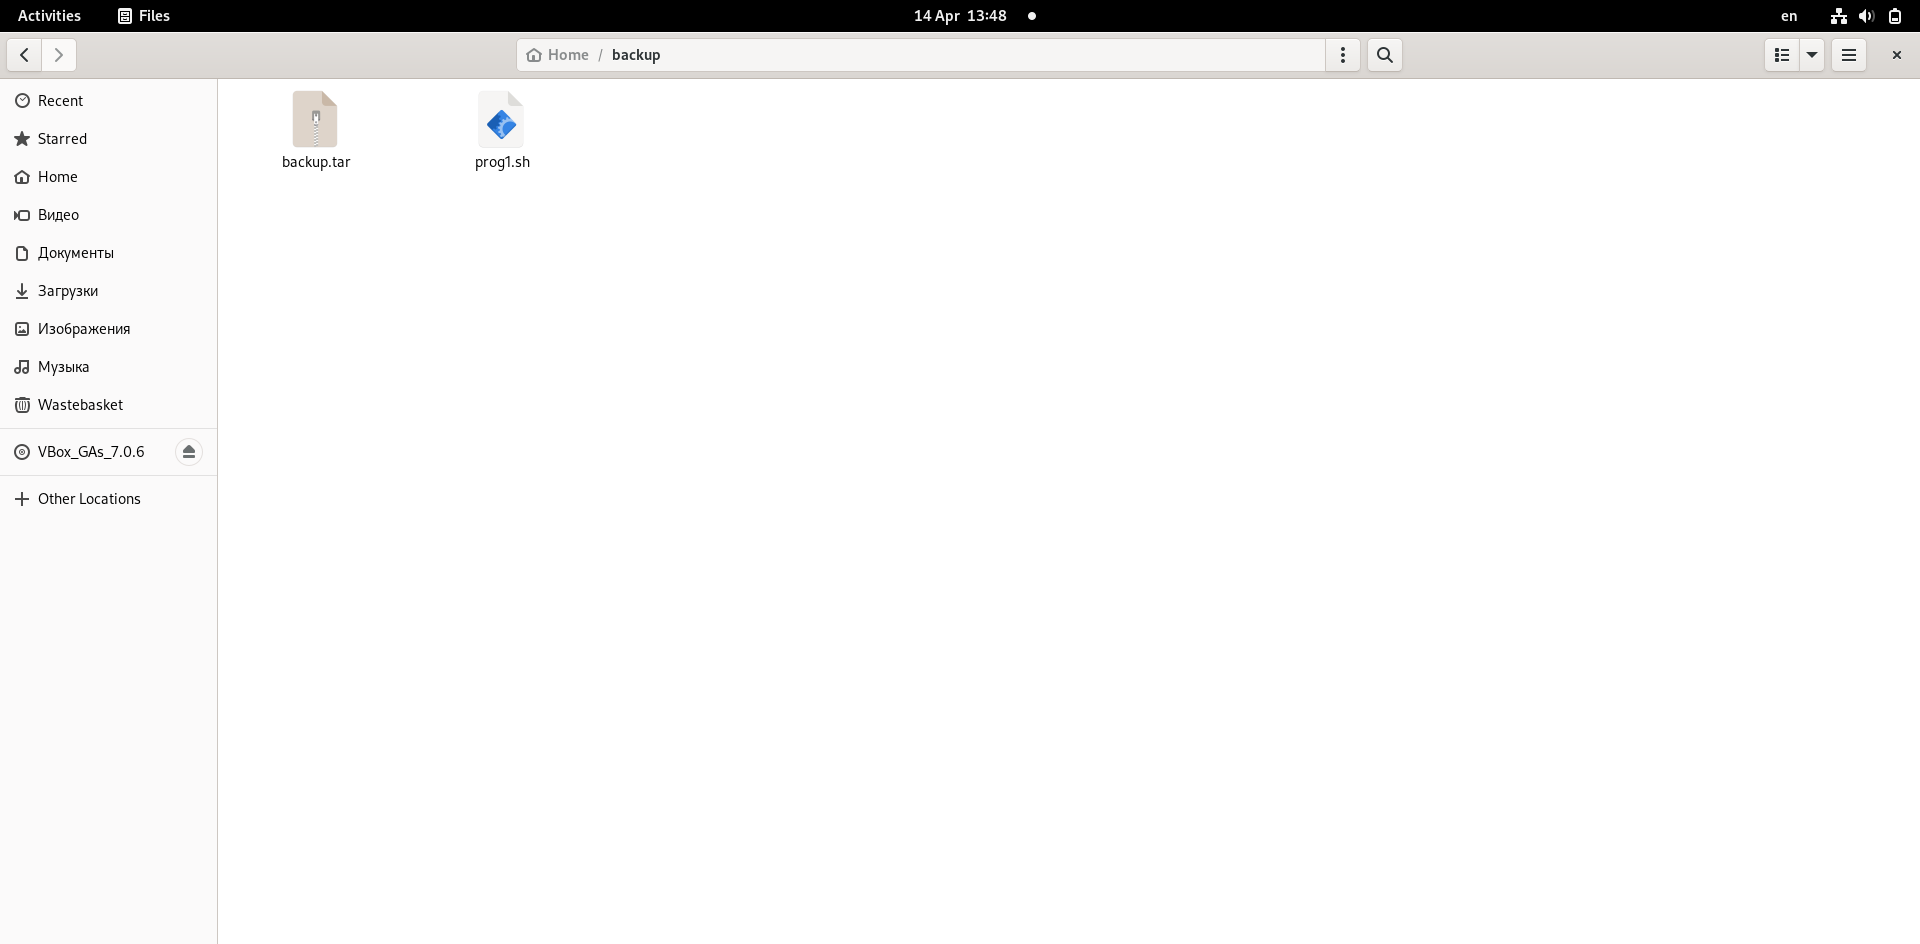 Activities Files 14 Apr 13:48 en
Home / backup
Recent
Starred
Home
Видео
Документы
Загрузки
Изображения
Музыка
Wastebasket
VBox_GAs_7.0.6
Other Locations
backup.tar prog1.sh